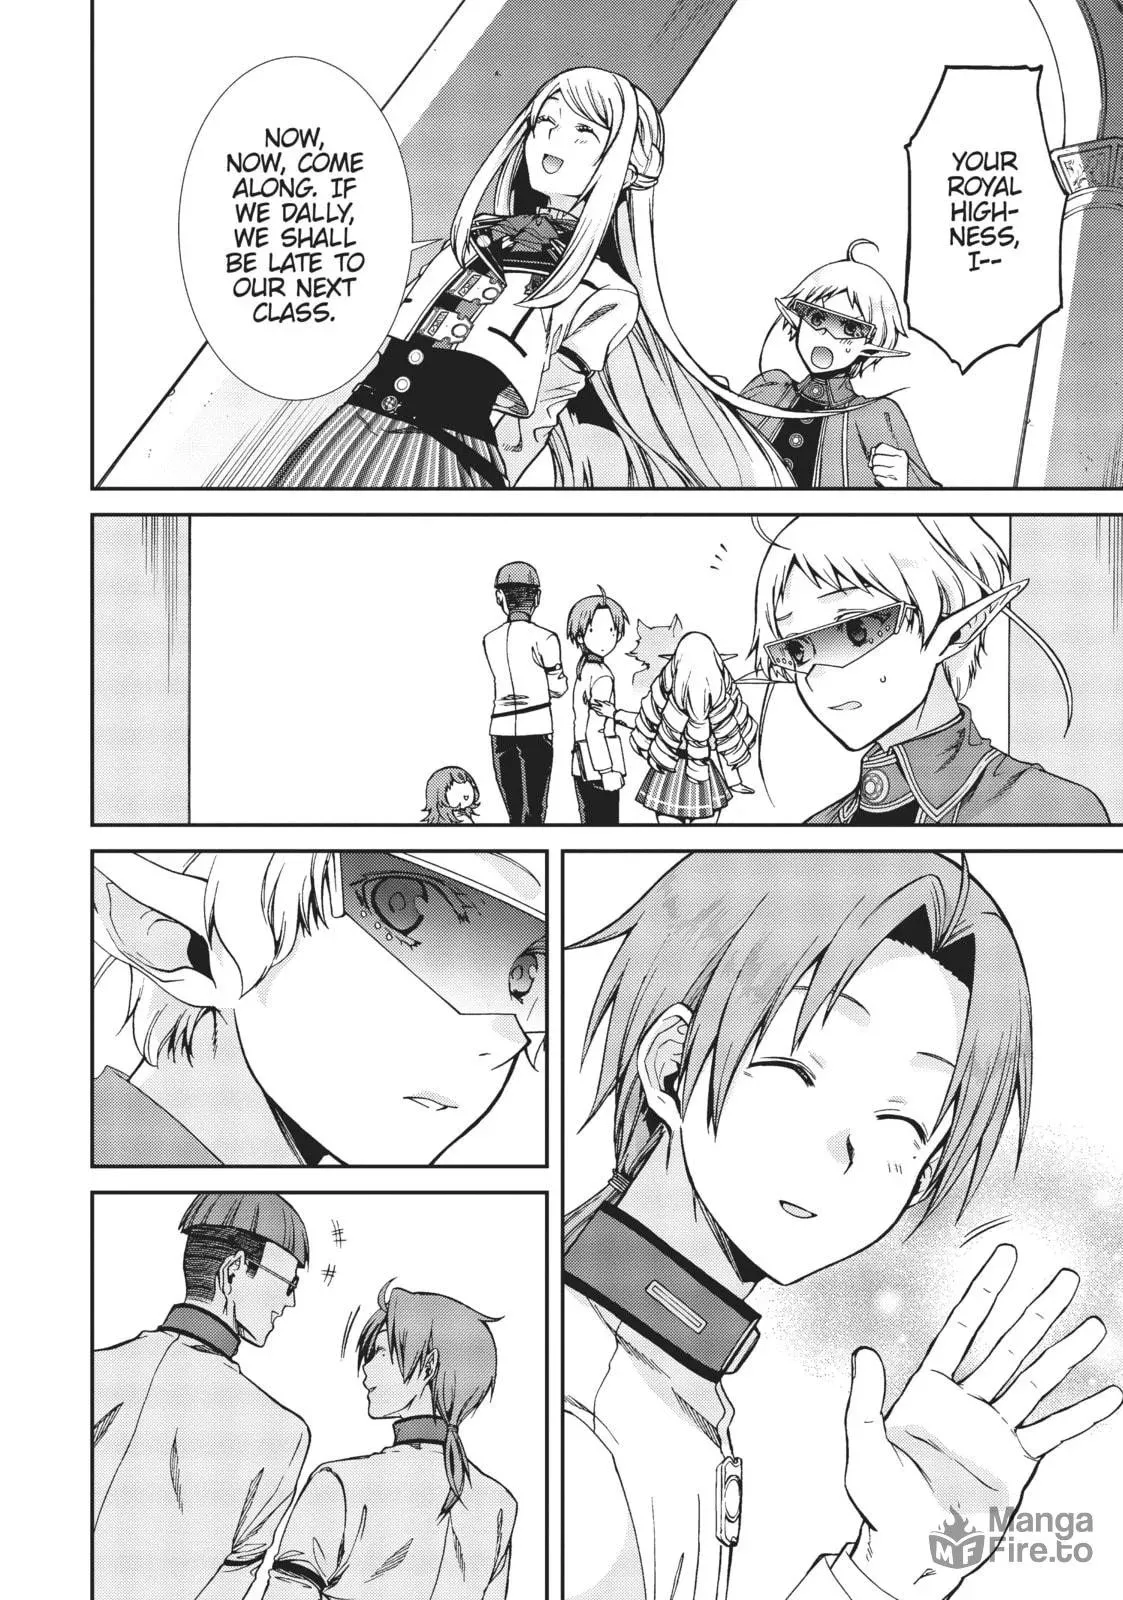 YOUR
ROYAL
HIGH-
NESS,
I--
NOW,
NOW, COME
ALONG. IF
WE DALLY,
WE SHALL
BE LATE TO
OUR NEXT
CLASS.
MF
Manga
Fire.to